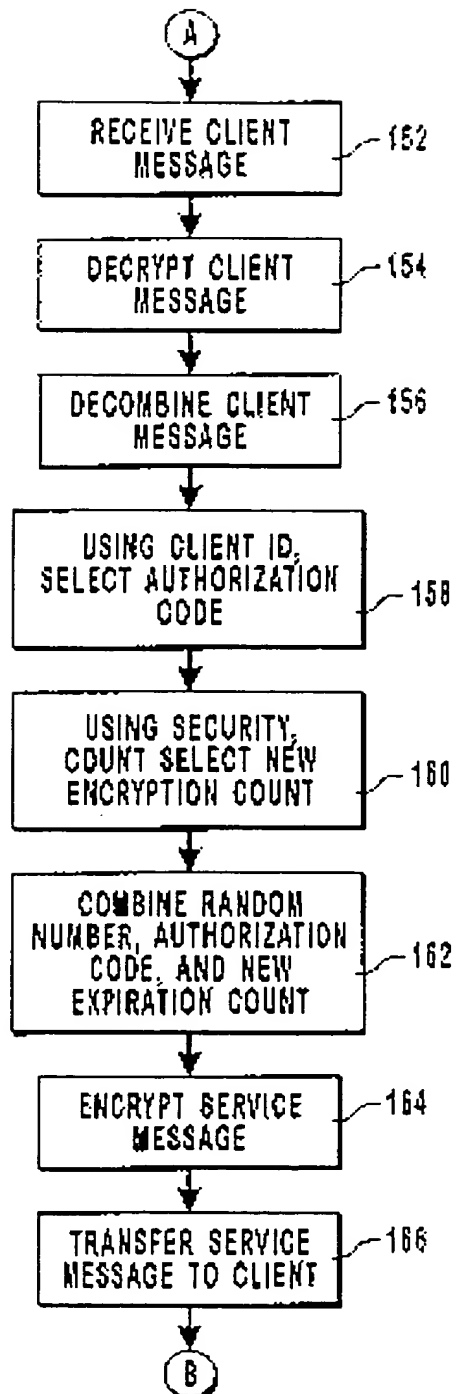 A
RECEIVE CLIENT
MESSAGE
152
DECRYPT CLIENT
MESSAGE
154
DECOMBINE CLIENT
MESSAGE
156
USING CLIENT ID,
SELECT AUTHORIZATION
CODE
158
USING SECURITY,
COUNT SELECT NEW
ENCRYPTION COUNT
160
COMBINE RANDOM
NUMBER, AUTHORIZATION
CODE, AND NEW
EXPIRATION COUNT
162
ENCRYPT SERVICE
MESSAGE
164
TRANSFER SERVICE
MESSAGE TO CLIENT
166
B